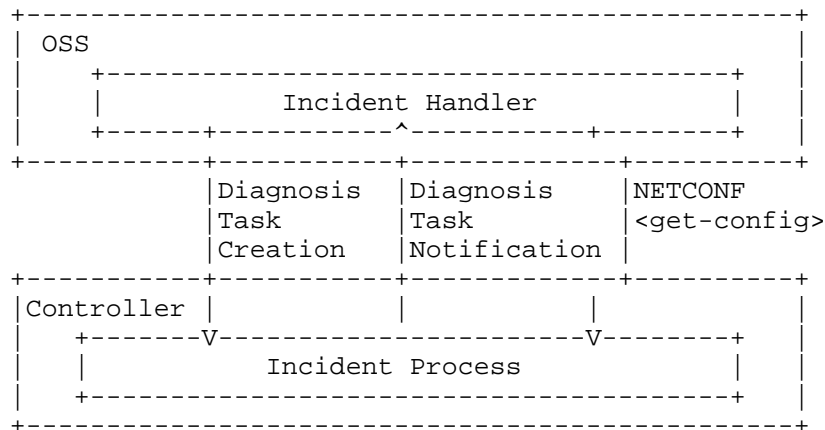 OSS
Incident Handler
Diagnosis Diagnosis NETCONF
Task Task <get-config>
Creation Notification
Controller
Incident Process